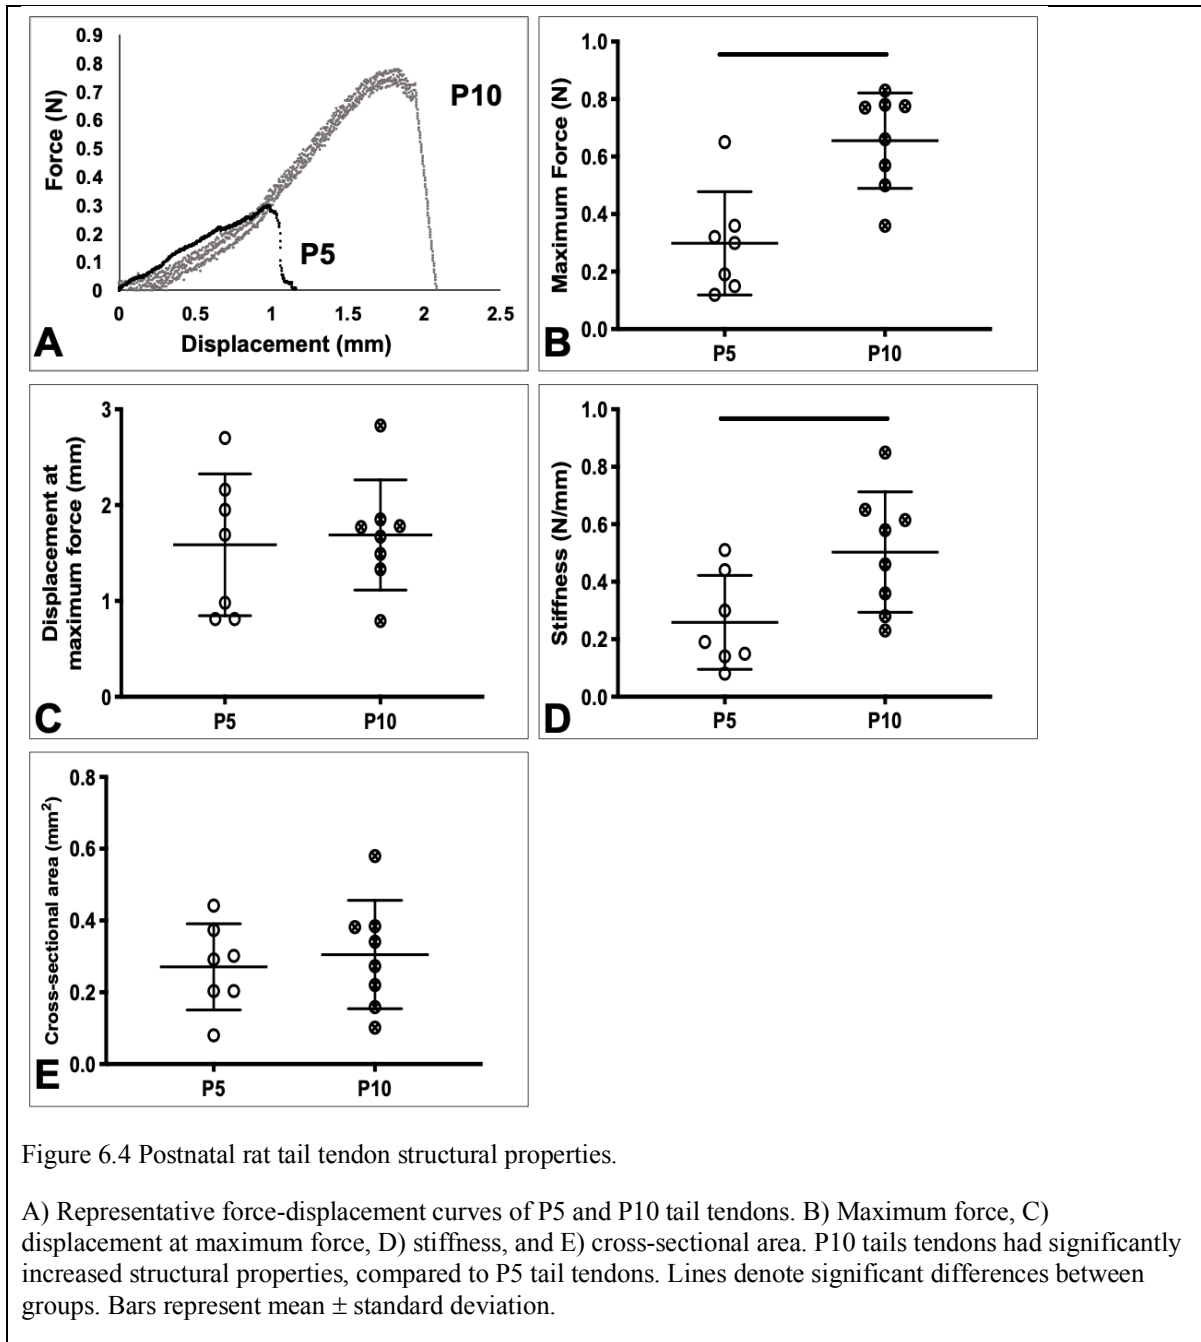 0.9
0.8
0.7
0.6
0.5
0.4
0.3
0.2
0.1
0
Force (N)
P10
P5
0 0.5 1 1.5 2 2.5
Displacement (mm)
A
1.0
0.8
0.6
0.4
0.2
0.0
Maximum Force (N)
P5 P10
B
3
2
1
0
Displacement at
maximum force (mm)
P5 P10
C
1.0
0.8
0.6
0.4
0.2
0.0
Stiffness (N/mm)
P5 P10
D
0.8
0.6
0.4
0.2
0.0
Cross-sectional area (mm²)
P5 P10
E
Figure 6.4 Postnatal rat tail tendon structural properties.
A) Representative force-displacement curves of P5 and P10 tail tendons. B) Maximum force, C)
displacement at maximum force, D) stiffness, and E) cross-sectional area. P10 tails tendons had significantly
increased structural properties, compared to P5 tail tendons. Lines denote significant differences between
groups. Bars represent mean ± standard deviation.